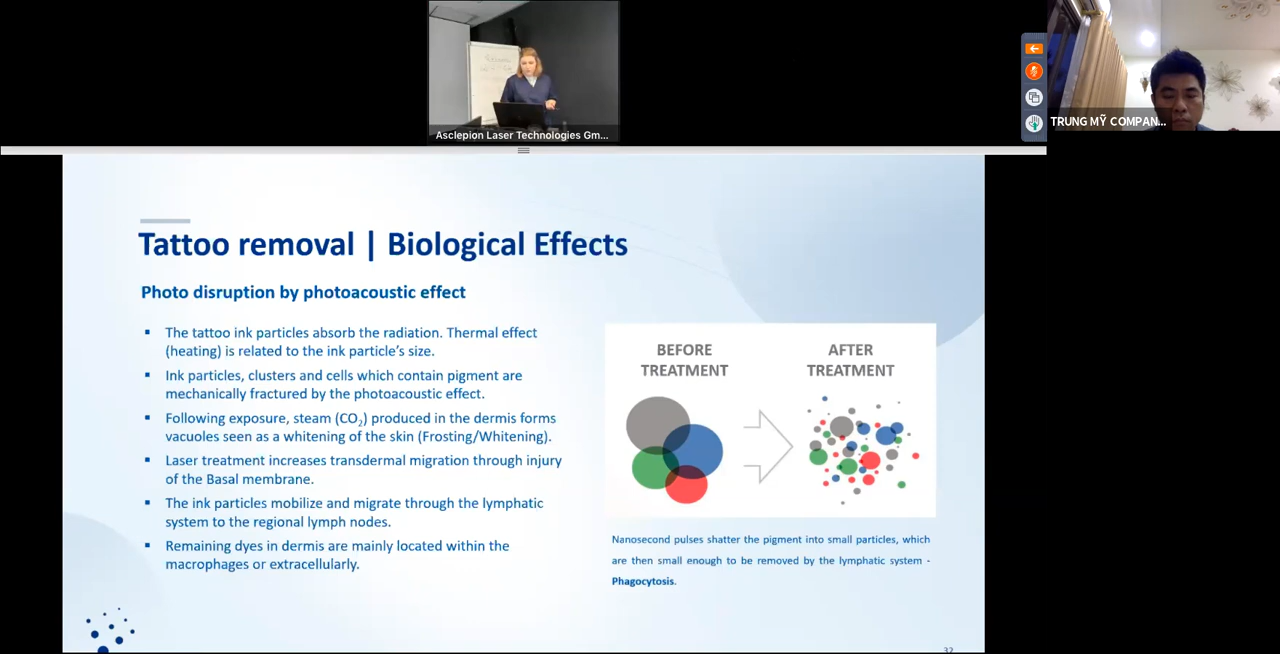 Asclepion Laser Technologies Gm...
TRUNG MỸ COMPAN...
Tattoo removal | Biological Effects
Photo disruption by photoacoustic effect
▪ The tattoo ink particles absorb the radiation. Thermal effect
(heating) is related to the ink particle's size.
▪ Ink particles, clusters and cells which contain pigment are
mechanically fractured by the photoacoustic effect.
▪ Following exposure, steam (CO₂) produced in the dermis forms
vacuoles seen as a whitening of the skin (Frosting/Whitening).
▪ Laser treatment increases transdermal migration through injury
of the Basal membrane.
▪ The ink particles mobilize and migrate through the lymphatic
system to the regional lymph nodes.
▪ Remaining dyes in dermis are mainly located within the
macrophages or extracellularly.
BEFORE
TREATMENT
AFTER
TREATMENT
Nanosecond pulses shatter the pigment into small particles, which
are then small enough to be removed by the lymphatic system -
Phagocytosis.
32